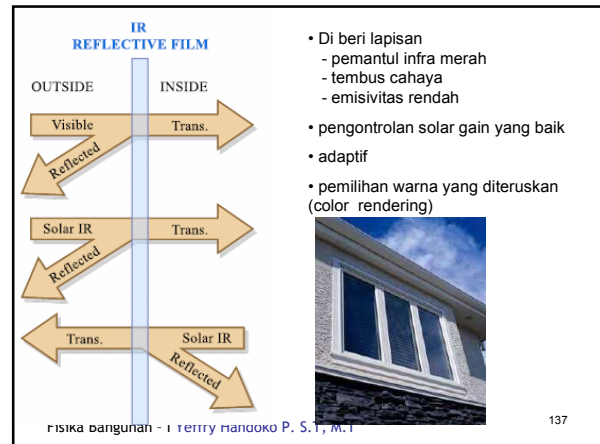 IR
REFLECTIVE FILM
OUTSIDE
INSIDE
Visible
Trans.
Reflected
Solar IR
Trans.
Reflected
Trans.
Solar IR
Reflected
• Di beri lapisan
- pemantul infra merah
- tembus cahaya
- emisivitas rendah
• pengontrolan solar gain yang baik
• adaptif
• pemilihan warna yang diteruskan
(color rendering)
Fisika Bangunan - 1 Yeffry Handoko P. S.T, M.T
137